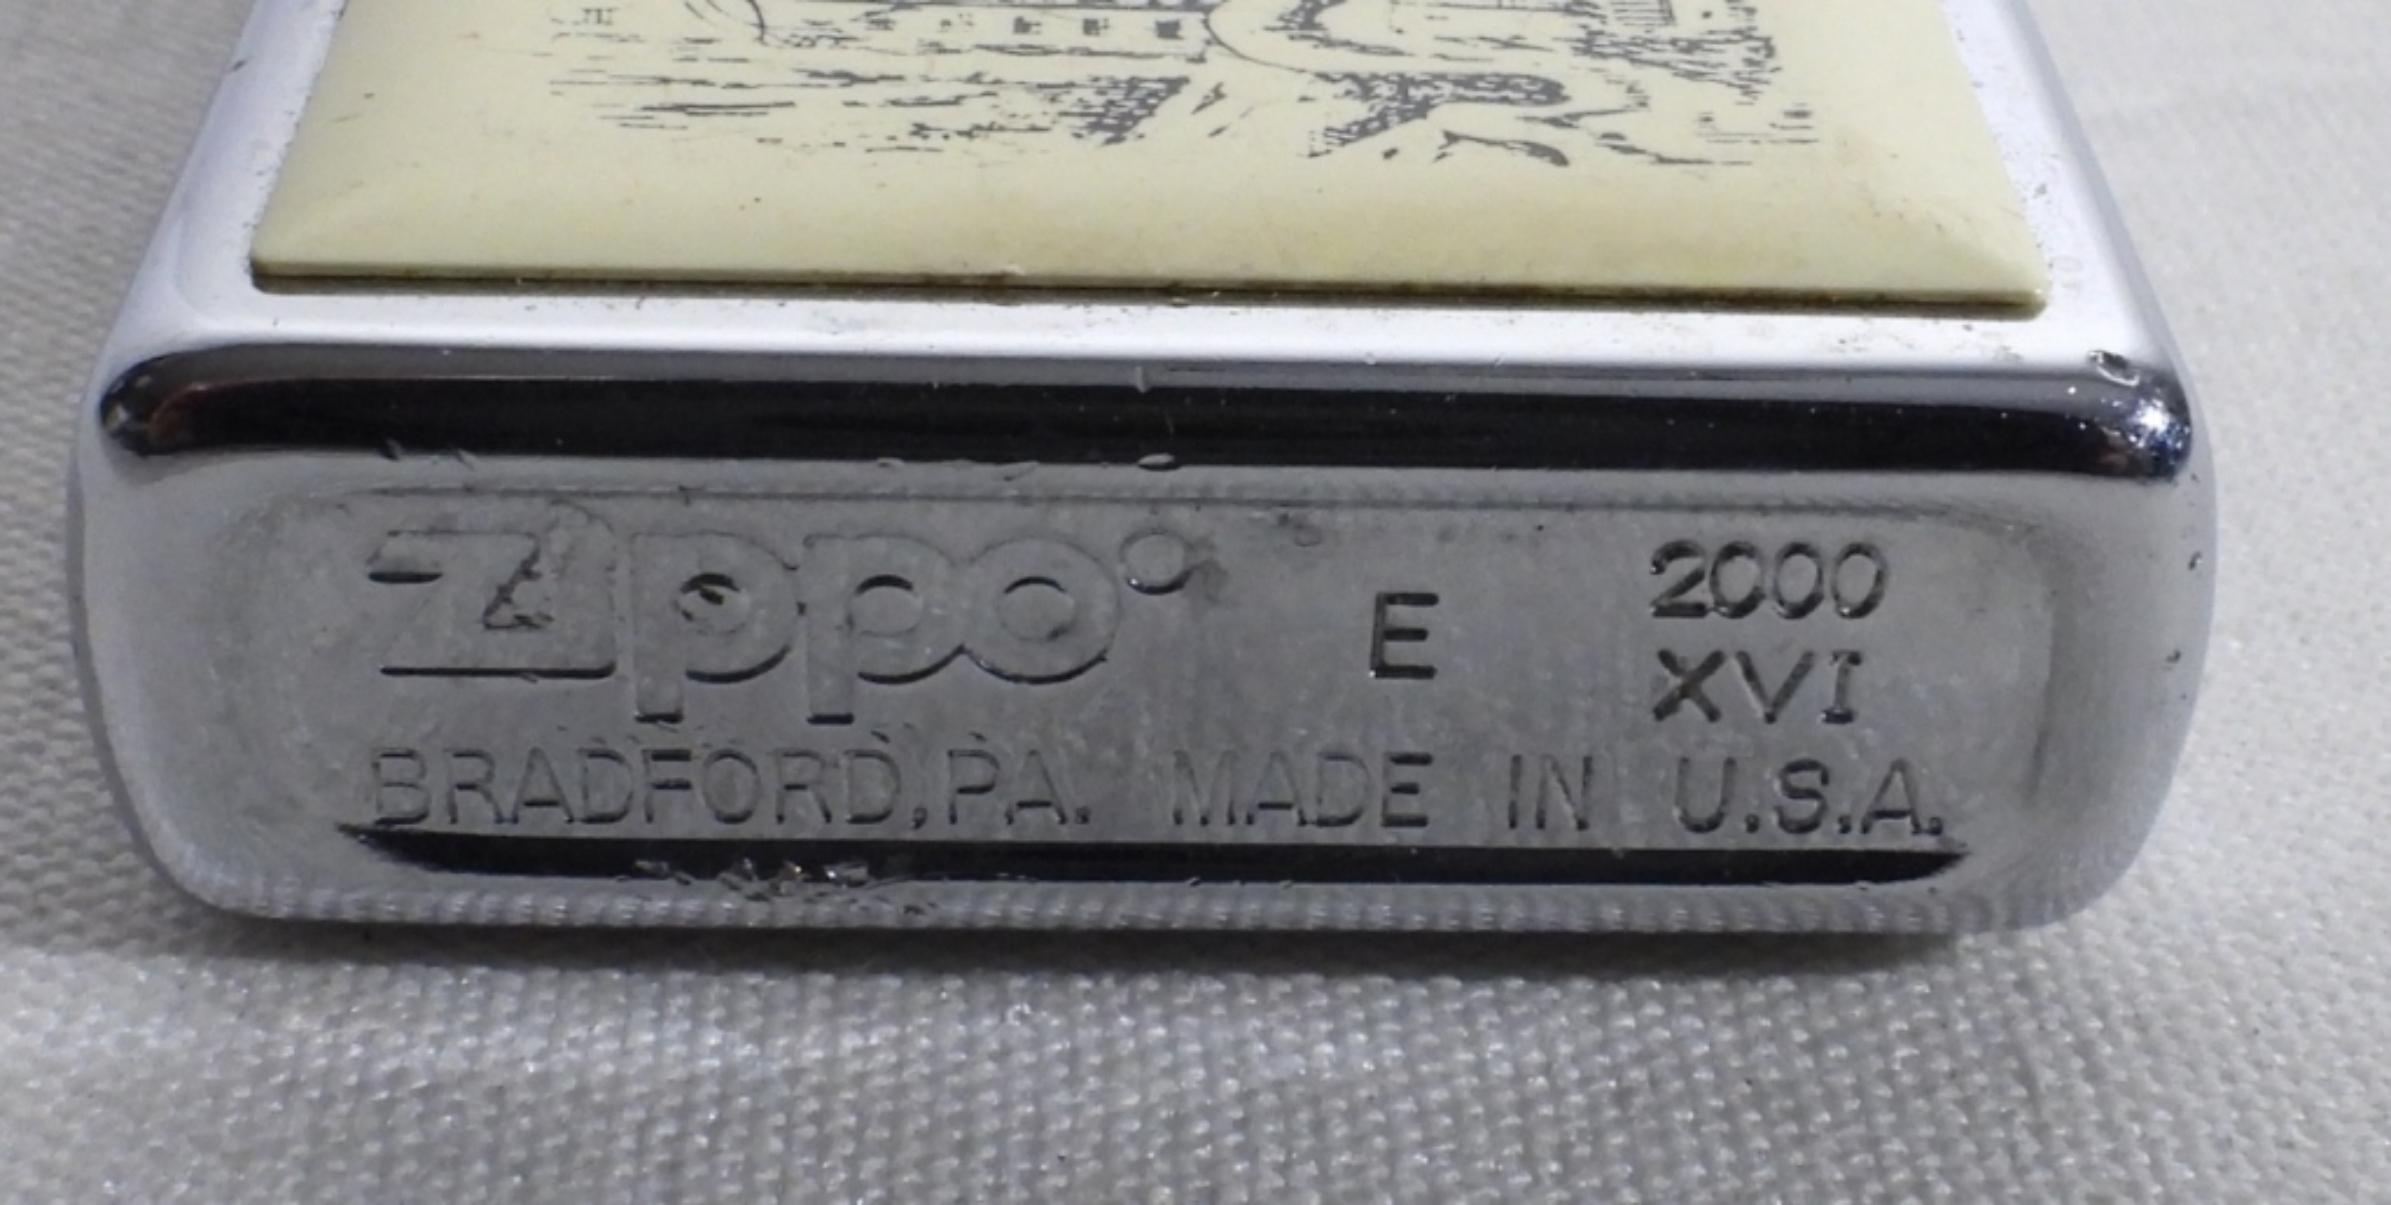 Zippo® E 2000
XVI
BRADFORD, PA. MADE IN U.S.A.